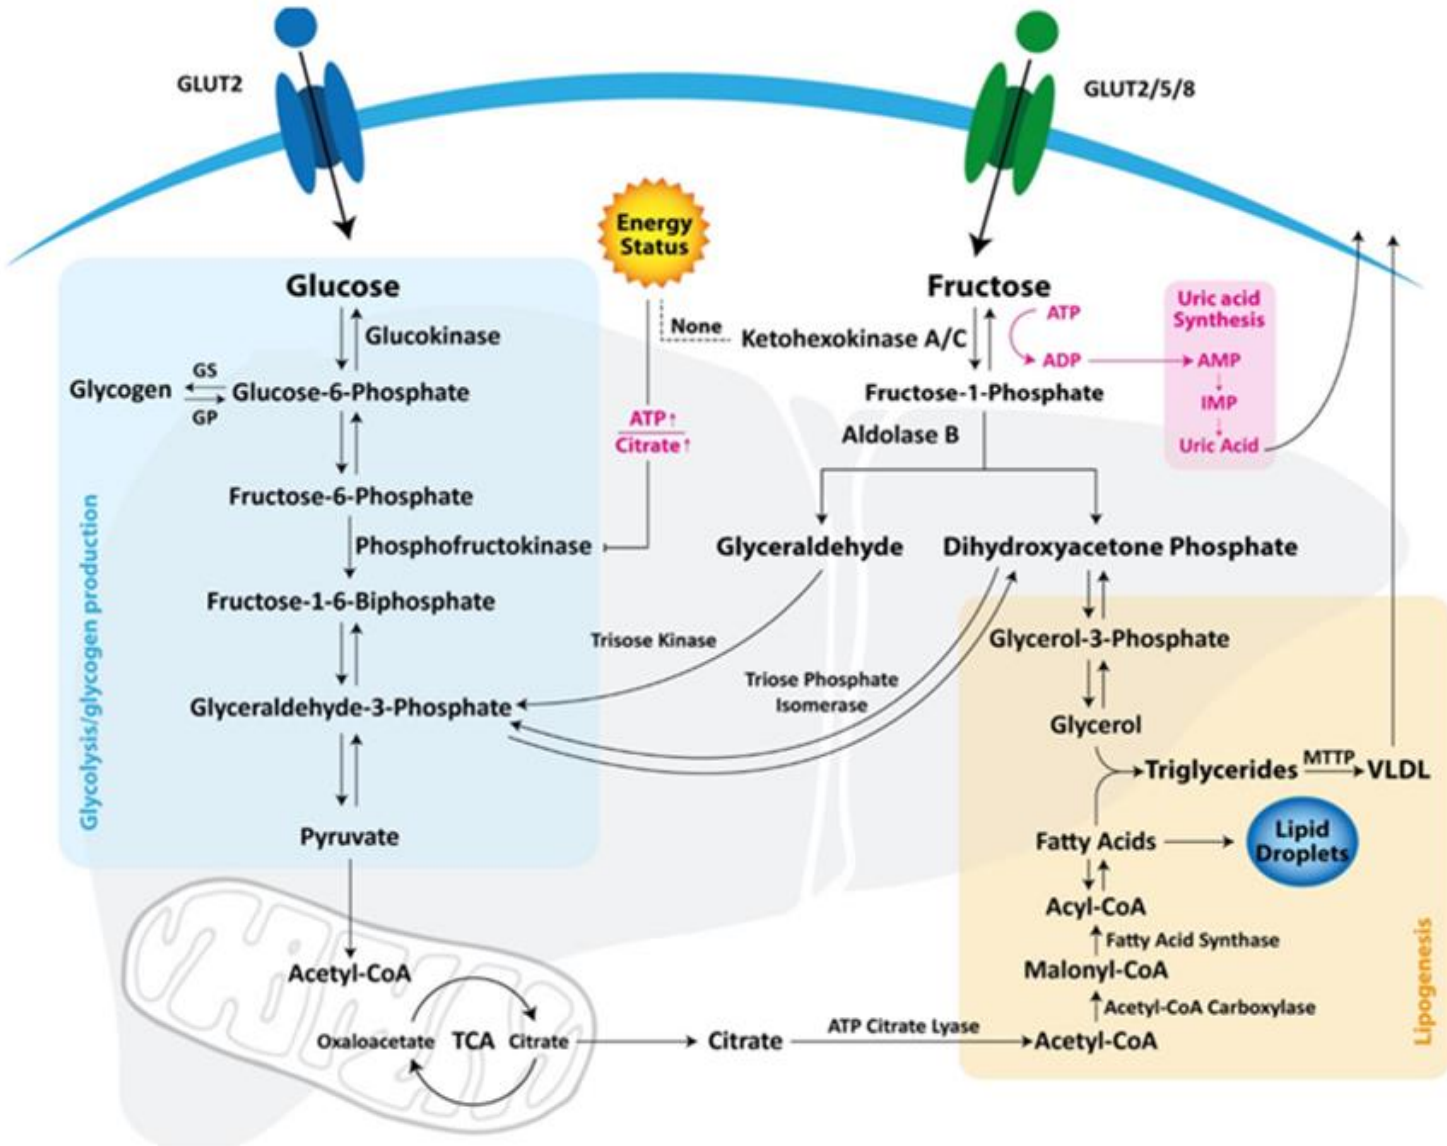 GLUT2
GLUT2/5/8
Energy
Status
Glucose
Fructose
None
Ketohexokinase A/C
ATP
ADP
Uric acid
Synthesis
AMP
IMP
Uric Acid
Glucokinase
GS
Glycogen
GP
Glucose-6-Phosphate
Fructose-1-Phosphate
ATP↑
Citrate↑
Aldolase B
Fructose-6-Phosphate
Phosphofructokinase
Glyceraldehyde
Dihydroxyacetone Phosphate
Fructose-1-6-Biphosphate
Trisose Kinase
Glycerol-3-Phosphate
Triose Phosphate
Isomerase
Glyceraldehyde-3-Phosphate
Glycolysis/glycogen production
Glycerol
Triglycerides
MTTP
VLDL
Pyruvate
Fatty Acids
Lipid
Droplets
Acyl-CoA
Fatty Acid Synthase
Malonyl-CoA
Acetyl-CoA Carboxylase
Acetyl-CoA
Lipogenesis
Acetyl-CoA
Oxaloacetate
TCA
Citrate
Citrate
ATP Citrate Lyase